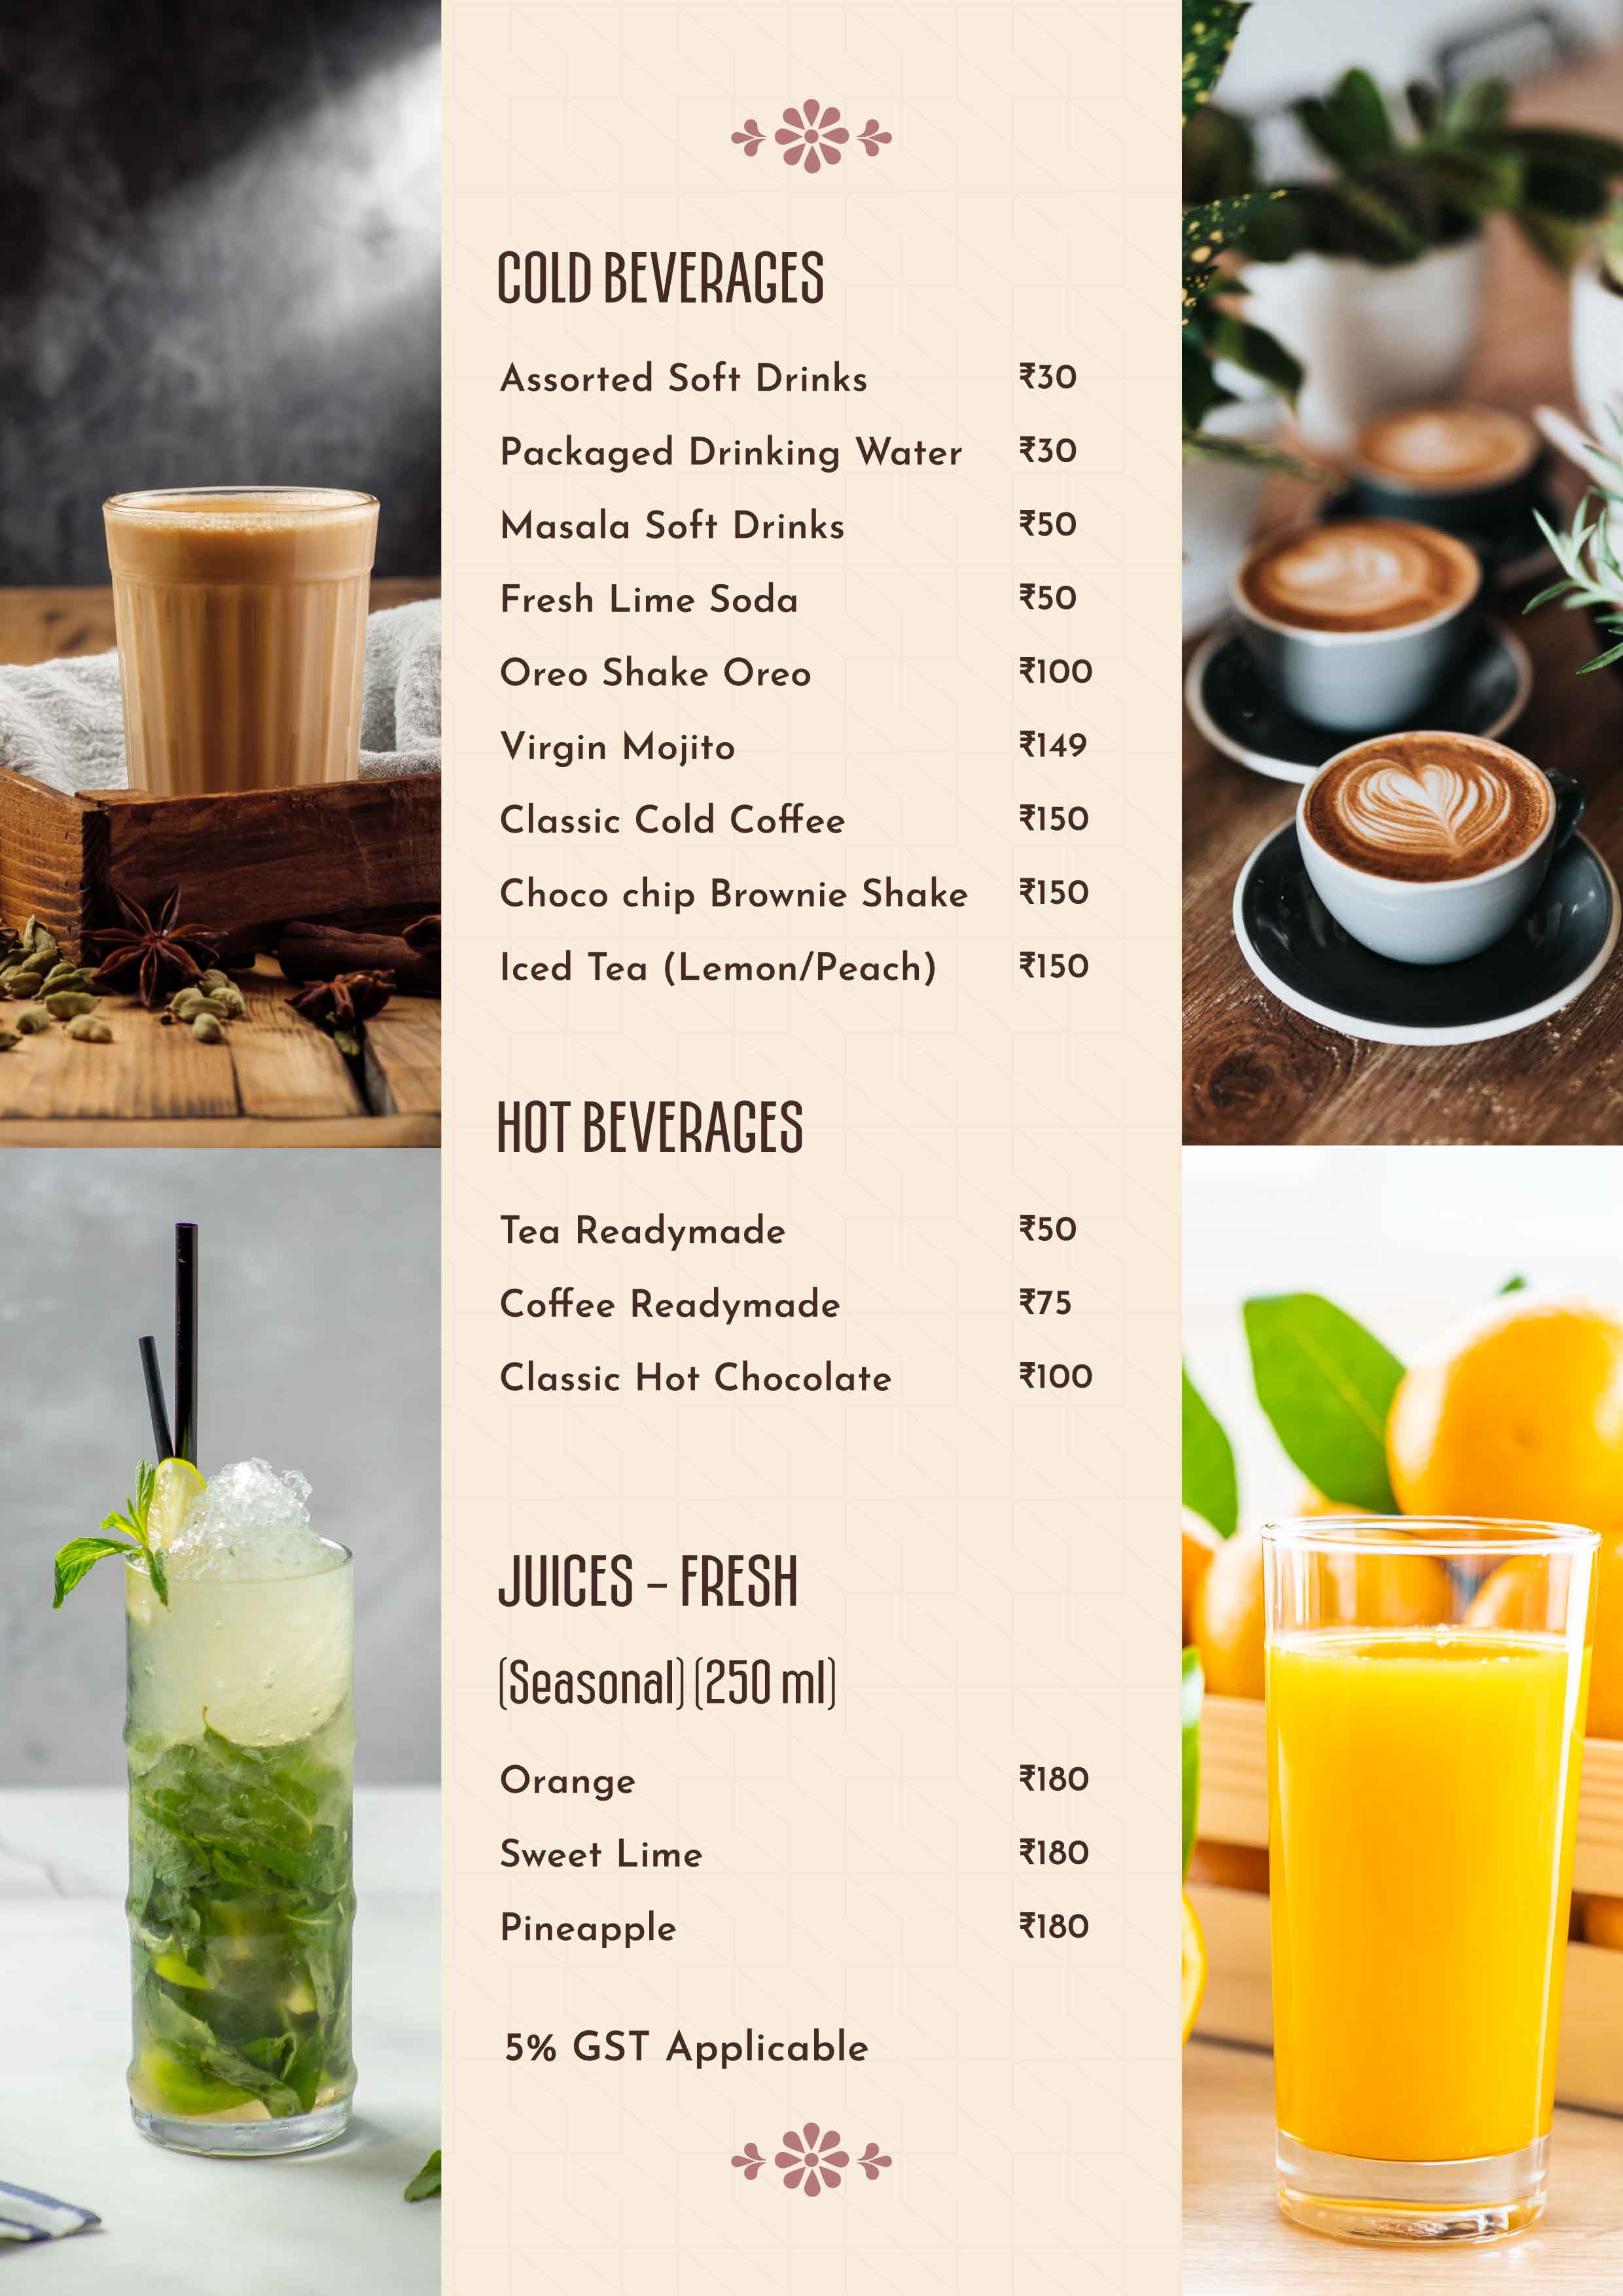 COLD BEVERAGES
Assorted Soft Drinks ₹30
Packaged Drinking Water ₹30
Masala Soft Drinks ₹50
Fresh Lime Soda ₹50
Oreo Shake Oreo ₹100
Virgin Mojito ₹149
Classic Cold Coffee ₹150
Choco chip Brownie Shake ₹150
Iced Tea (Lemon/Peach) ₹150
HOT BEVERAGES
Tea Readymade ₹50
Coffee Readymade ₹75
Classic Hot Chocolate ₹100
JUICES – FRESH
(Seasonal) (250 ml)
Orange ₹180
Sweet Lime ₹180
Pineapple ₹180
5% GST Applicable